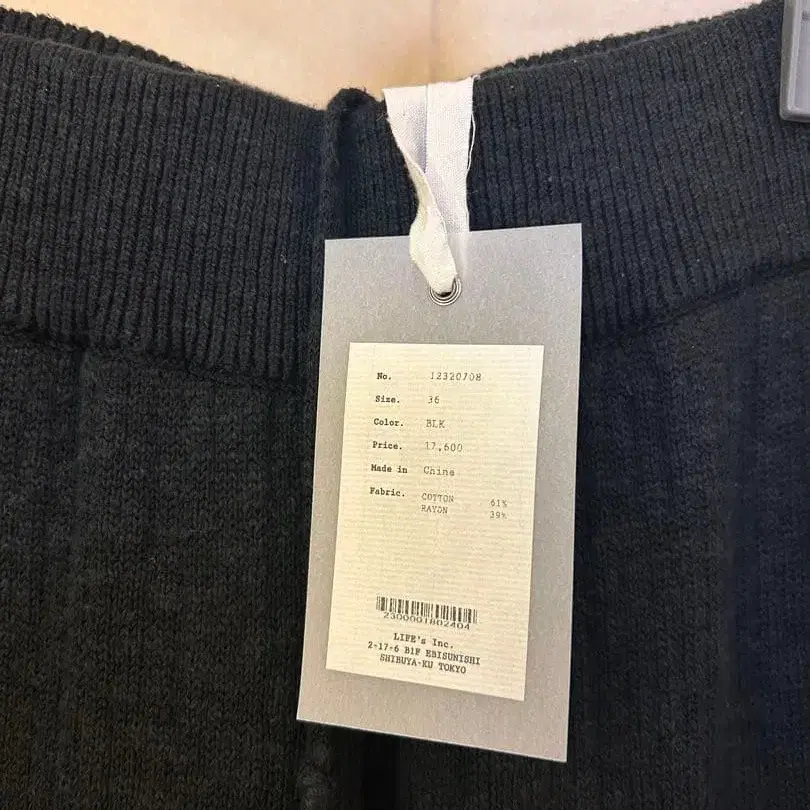 No. 12320708
Size. 36
Color. BLK
Price. 17,600
Made in China
Fabric. COTTON 61%
RAYON 39%
2300001802404
LIFE's Inc.
2-17-6 B1F EBISUNISHI
SHIBUYA-KU TOKYO